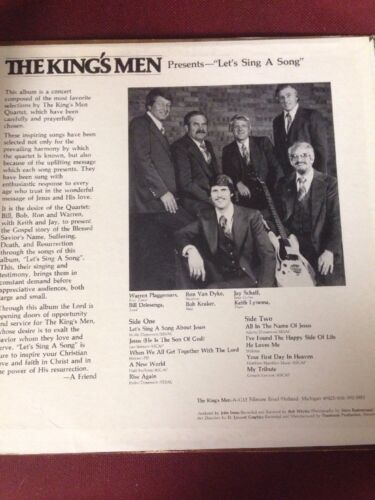 THE KING'S MEN Presents—"Let's Sing A Song"
This album is a concert
composed of the most favorite
selections by The King's Men
Quartet, which have been
carefully and prayerfully
chosen.
These inspiring songs have been
selected not only for the
prevailing harmony by which
the quartet is known, but also
because of the uplifting message
which each song presents. They
have been sung with
enthusiastic response to every
age who trust in the wonderful
message of Jesus and His love.
It is the desire of the Quartet:
Bill, Bob, Ron and Warren,
with Keith and Jay, to present
the Gospel story of the Blessed
Savior's Name, Suffering,
Death, and Resurrection
through the songs of this
album, "Let's Sing A Song".
This, their singing and
testimony, brings them in
constant demand before
appreciative audiences, both
large and small.
Through this album the Lord is
opening doors of opportunity
and service for The King's Men,
whose desire is to exalt the
Savior whom they love and
serve. "Let's Sing A Song" is
sure to inspire your Christian
love and faith in Christ and in
the power of His resurrection.
—A Friend
Warren Plaggemars,
Bill Driesenga,
Ron Van Dyke,
Bob Kraker,
Jay Schall,
Keith Lynema,
Side One
Let's Sing A Song About Jesus
Jesus (He Is The Son Of God)
When We All Get Together With The Lord
A New World
Rise Again
Side Two
All In The Name Of Jesus
I've Found The Happy Side Of Life
He Loves Me
Your First Day In Heaven
My Tribute
The King's Men
Holland, Michigan 49423